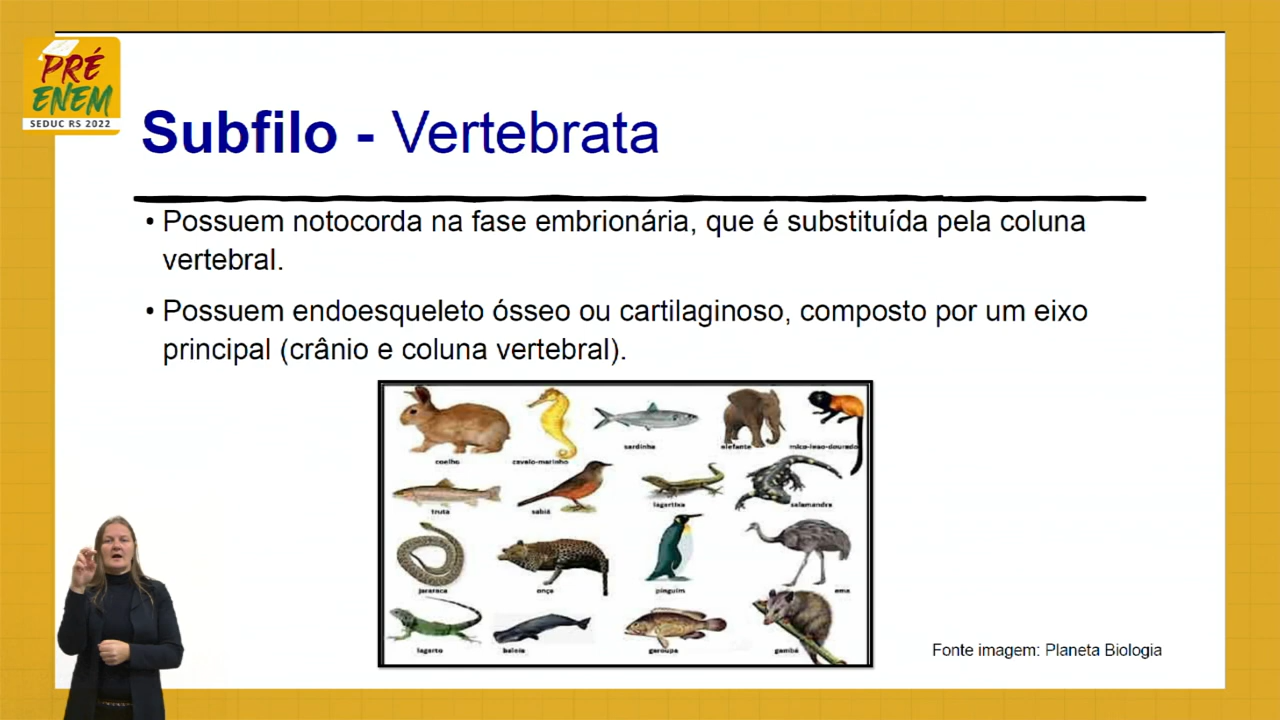 PRÉ
ENEM
SEDUC RS 2022
Subfilo - Vertebrata
• Possuem notocorda na fase embrionária, que é substituída pela coluna
vertebral.
• Possuem endoesqueleto ósseo ou cartilaginoso, composto por um eixo
principal (crânio e coluna vertebral).
coelho cavalo-marinho sardinha elefante mico-leao-dourado
truta sabiá lagartixa salamandra
jararaca onça pinguim ema
lagarto baleia garoupa gambá
Fonte imagem: Planeta Biologia